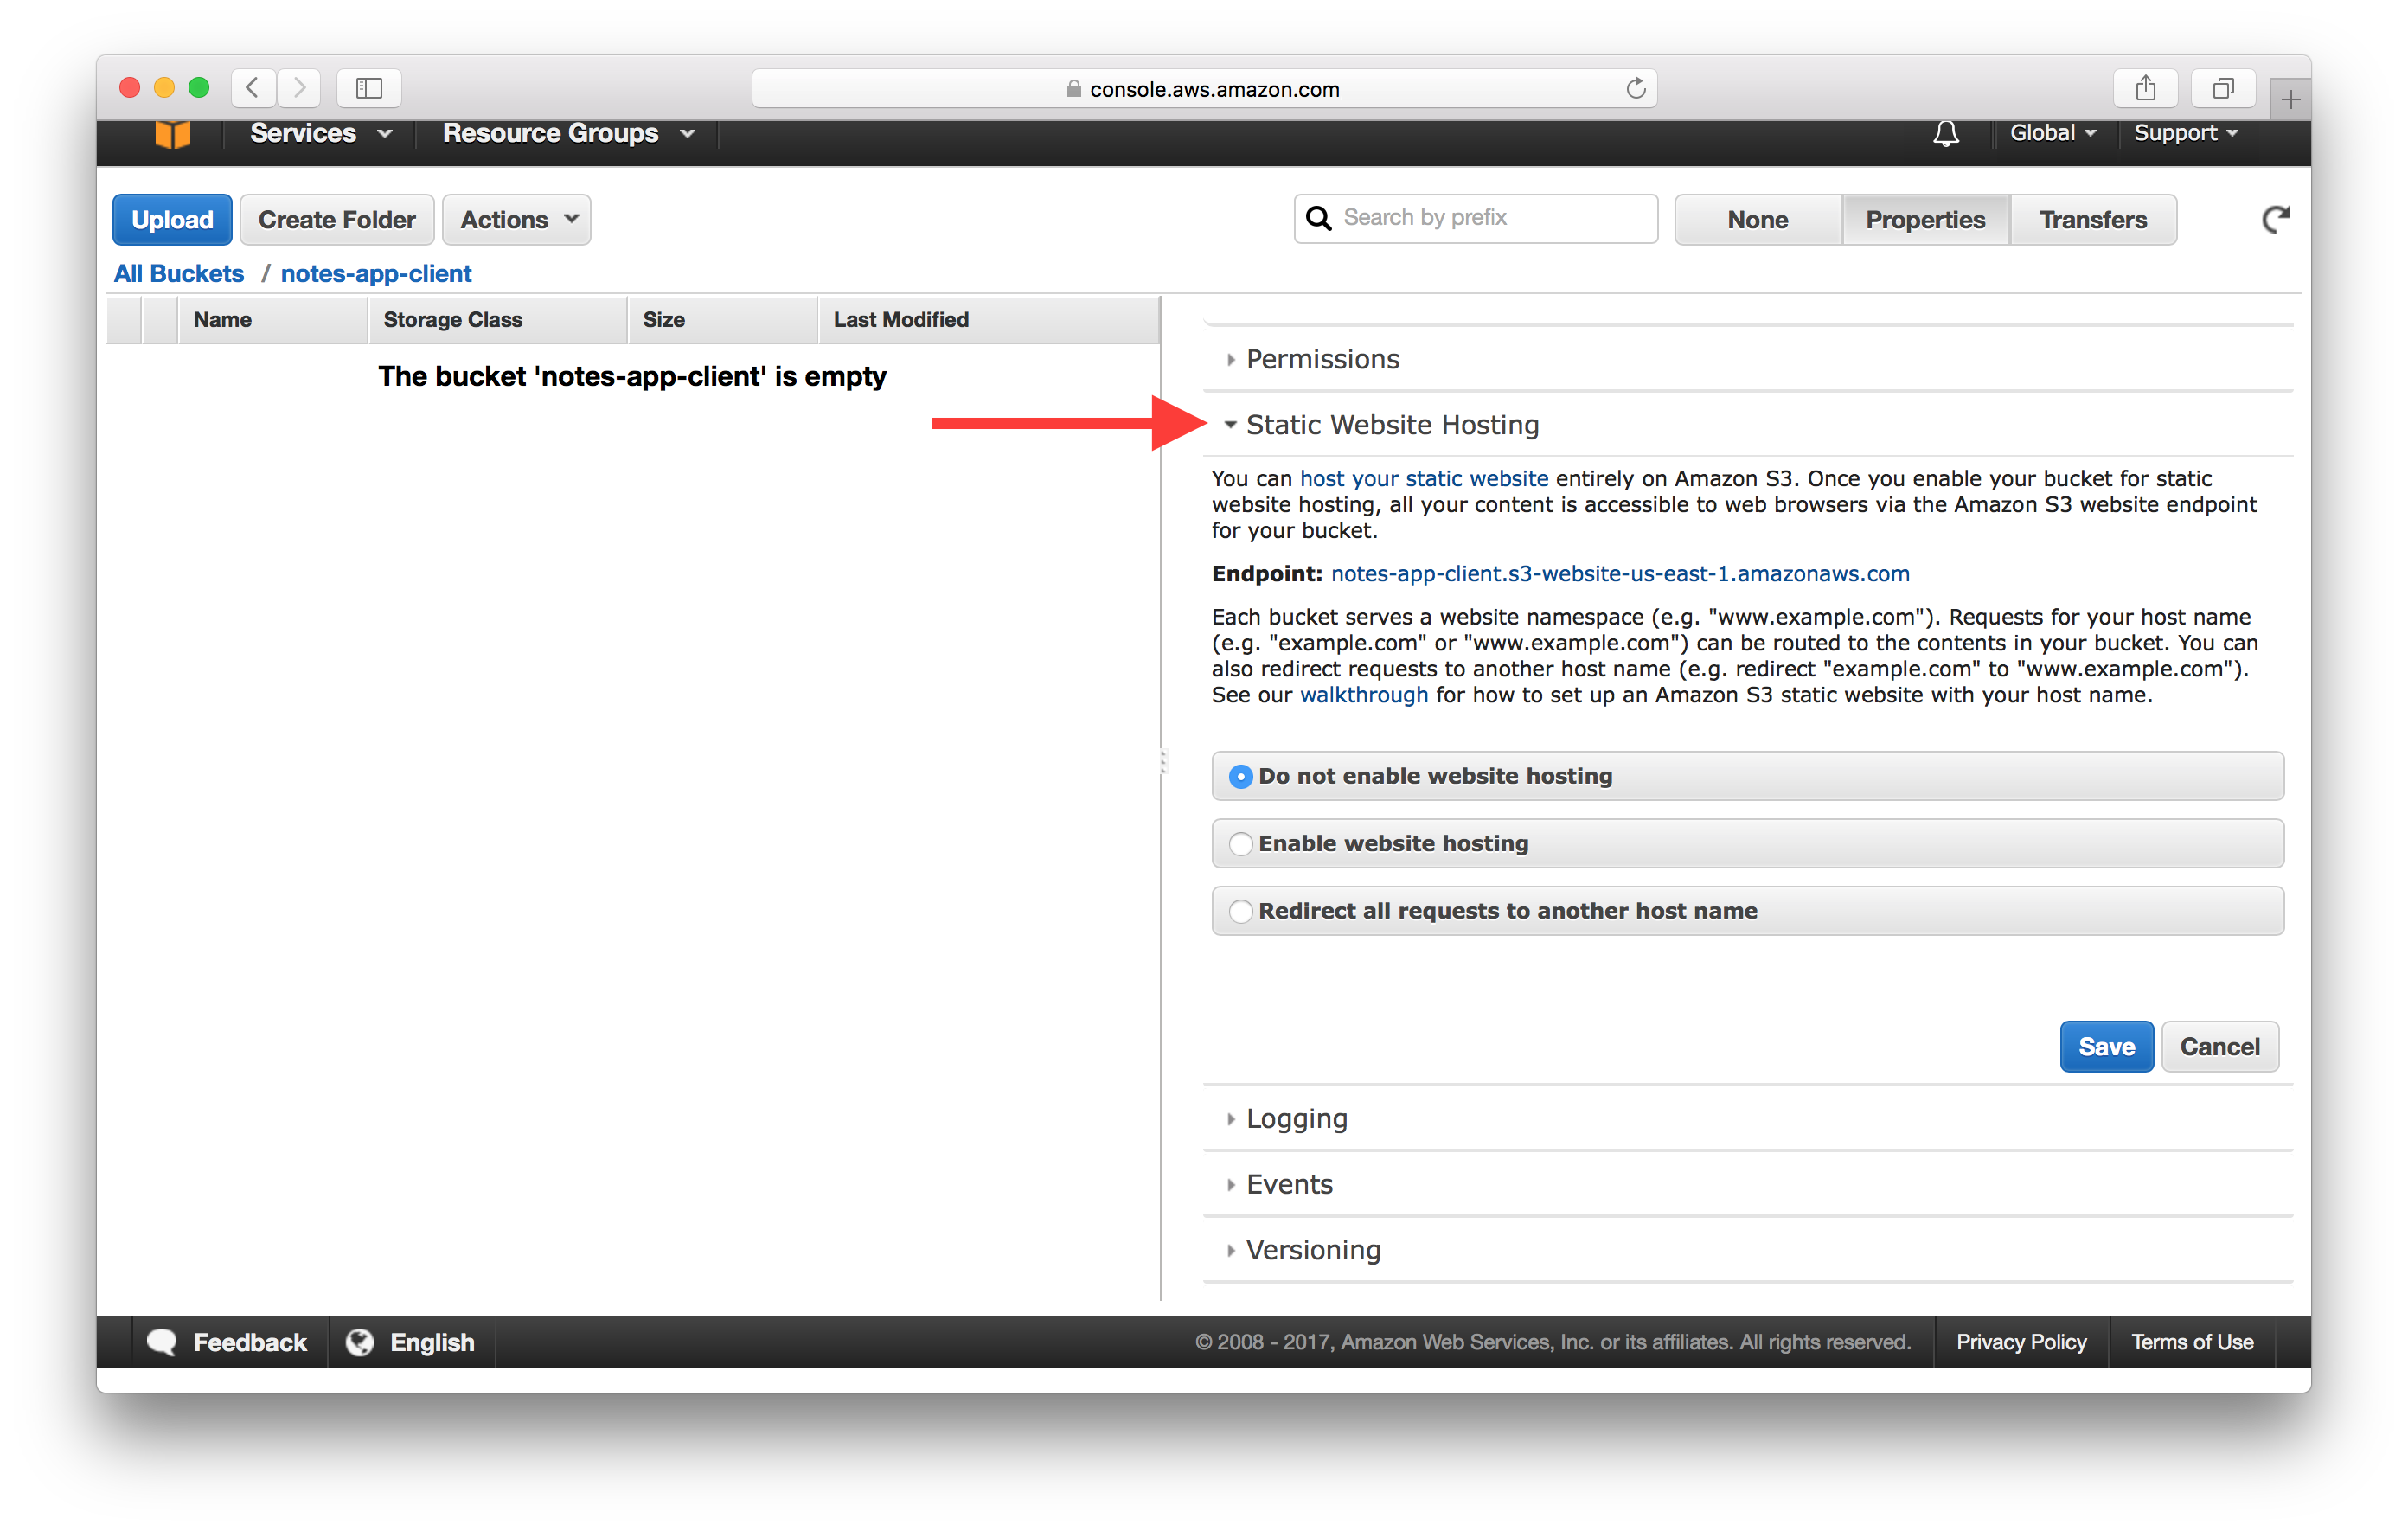 console.aws.amazon.com
Services
Resource Groups
Global
Support
Upload
Create Folder
Actions
Search by prefix
None
Properties
Transfers
All Buckets / notes-app-client
Name
Storage Class
Size
Last Modified
The bucket 'notes-app-client' is empty
Permissions
Static Website Hosting
You can host your static website entirely on Amazon S3. Once you enable your bucket for static
website hosting, all your content is accessible to web browsers via the Amazon S3 website endpoint
for your bucket.
Endpoint: notes-app-client.s3-website-us-east-1.amazonaws.com
Each bucket serves a website namespace (e.g. "www.example.com"). Requests for your host name
(e.g. "example.com" or "www.example.com") can be routed to the contents in your bucket. You can
also redirect requests to another host name (e.g. redirect "example.com" to "www.example.com").
See our walkthrough for how to set up an Amazon S3 static website with your host name.
Do not enable website hosting
Enable website hosting
Redirect all requests to another host name
Save
Cancel
Logging
Events
Versioning
Feedback
English
© 2008 - 2017, Amazon Web Services, Inc. or its affiliates. All rights reserved.
Privacy Policy
Terms of Use